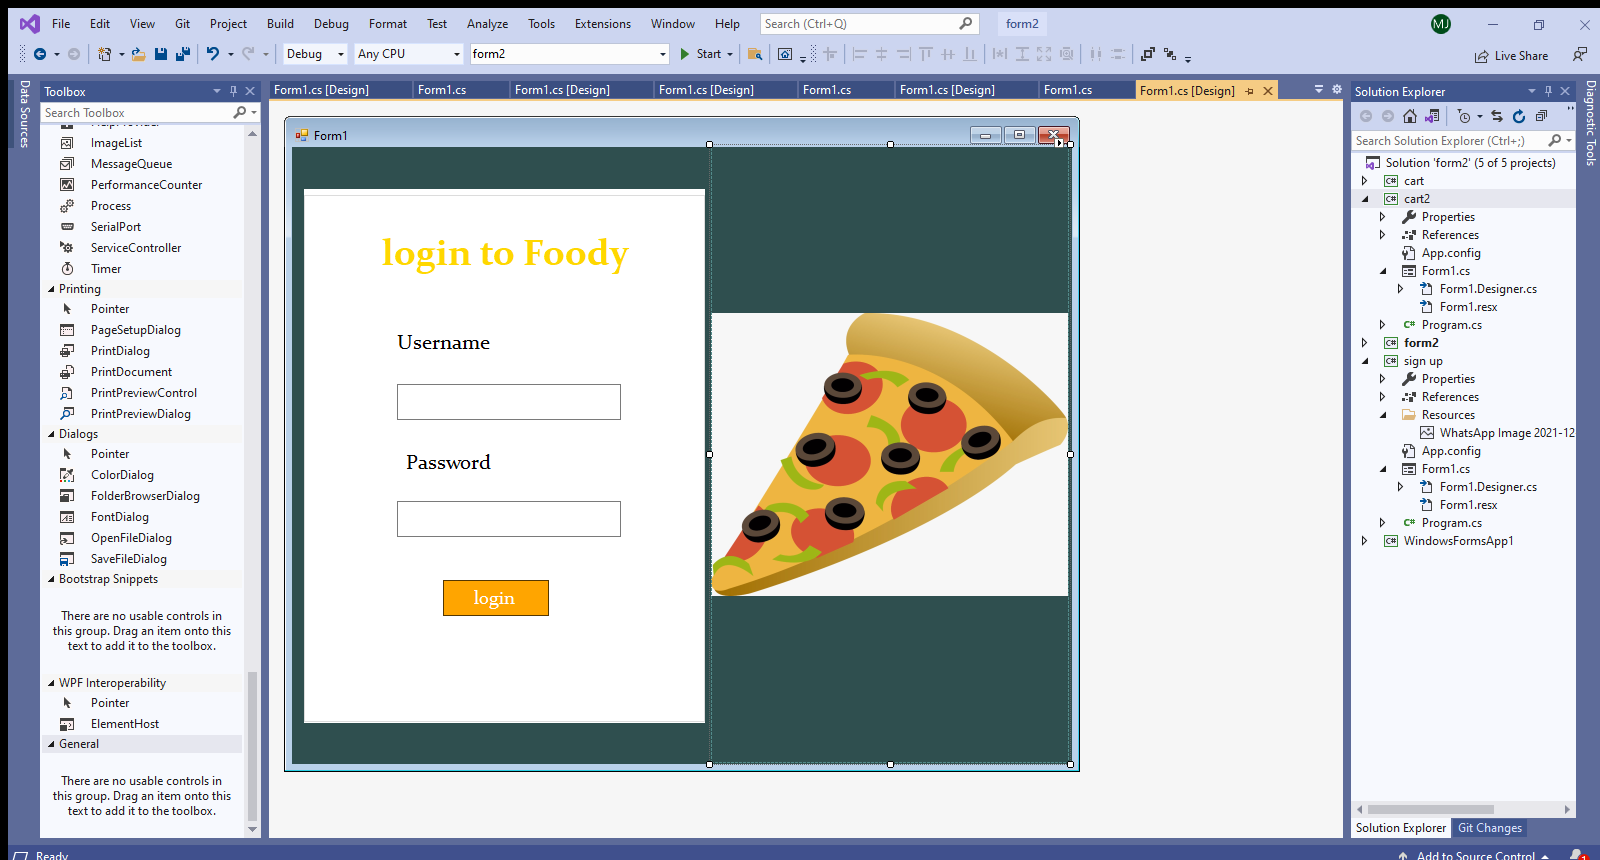 File Edit View Git Project Build Debug Format Test Analyze Tools Extensions Window Help Search (Ctrl+Q) form2 MJ
Debug Any CPU form2 Start Live Share
Data Sources
Toolbox
Search Toolbox
HelpProvider
ImageList
MessageQueue
PerformanceCounter
Process
SerialPort
ServiceController
Timer
Printing
Pointer
PageSetupDialog
PrintDialog
PrintDocument
PrintPreviewControl
PrintPreviewDialog
Dialogs
Pointer
ColorDialog
FolderBrowserDialog
FontDialog
OpenFileDialog
SaveFileDialog
Bootstrap Snippets
There are no usable controls in
this group. Drag an item onto this
text to add it to the toolbox.
WPF Interoperability
Pointer
ElementHost
General
There are no usable controls in
this group. Drag an item onto this
text to add it to the toolbox.
Form1.cs [Design] Form1.cs Form1.cs [Design] Form1.cs [Design] Form1.cs Form1.cs [Design] Form1.cs Form1.cs [Design]
Form1
login to Foody
Username
Password
login
Solution Explorer
Search Solution Explorer (Ctrl+;)
Solution 'form2' (5 of 5 projects)
C# cart
C# cart2
Properties
References
App.config
Form1.cs
Form1.Designer.cs
Form1.resx
C# Program.cs
C# form2
C# sign up
Properties
References
Resources
WhatsApp Image 2021-12
App.config
Form1.cs
Form1.Designer.cs
Form1.resx
C# Program.cs
C# WindowsFormsApp1
Solution Explorer Git Changes
Diagnostic Tools
Ready Add to Source Control 1